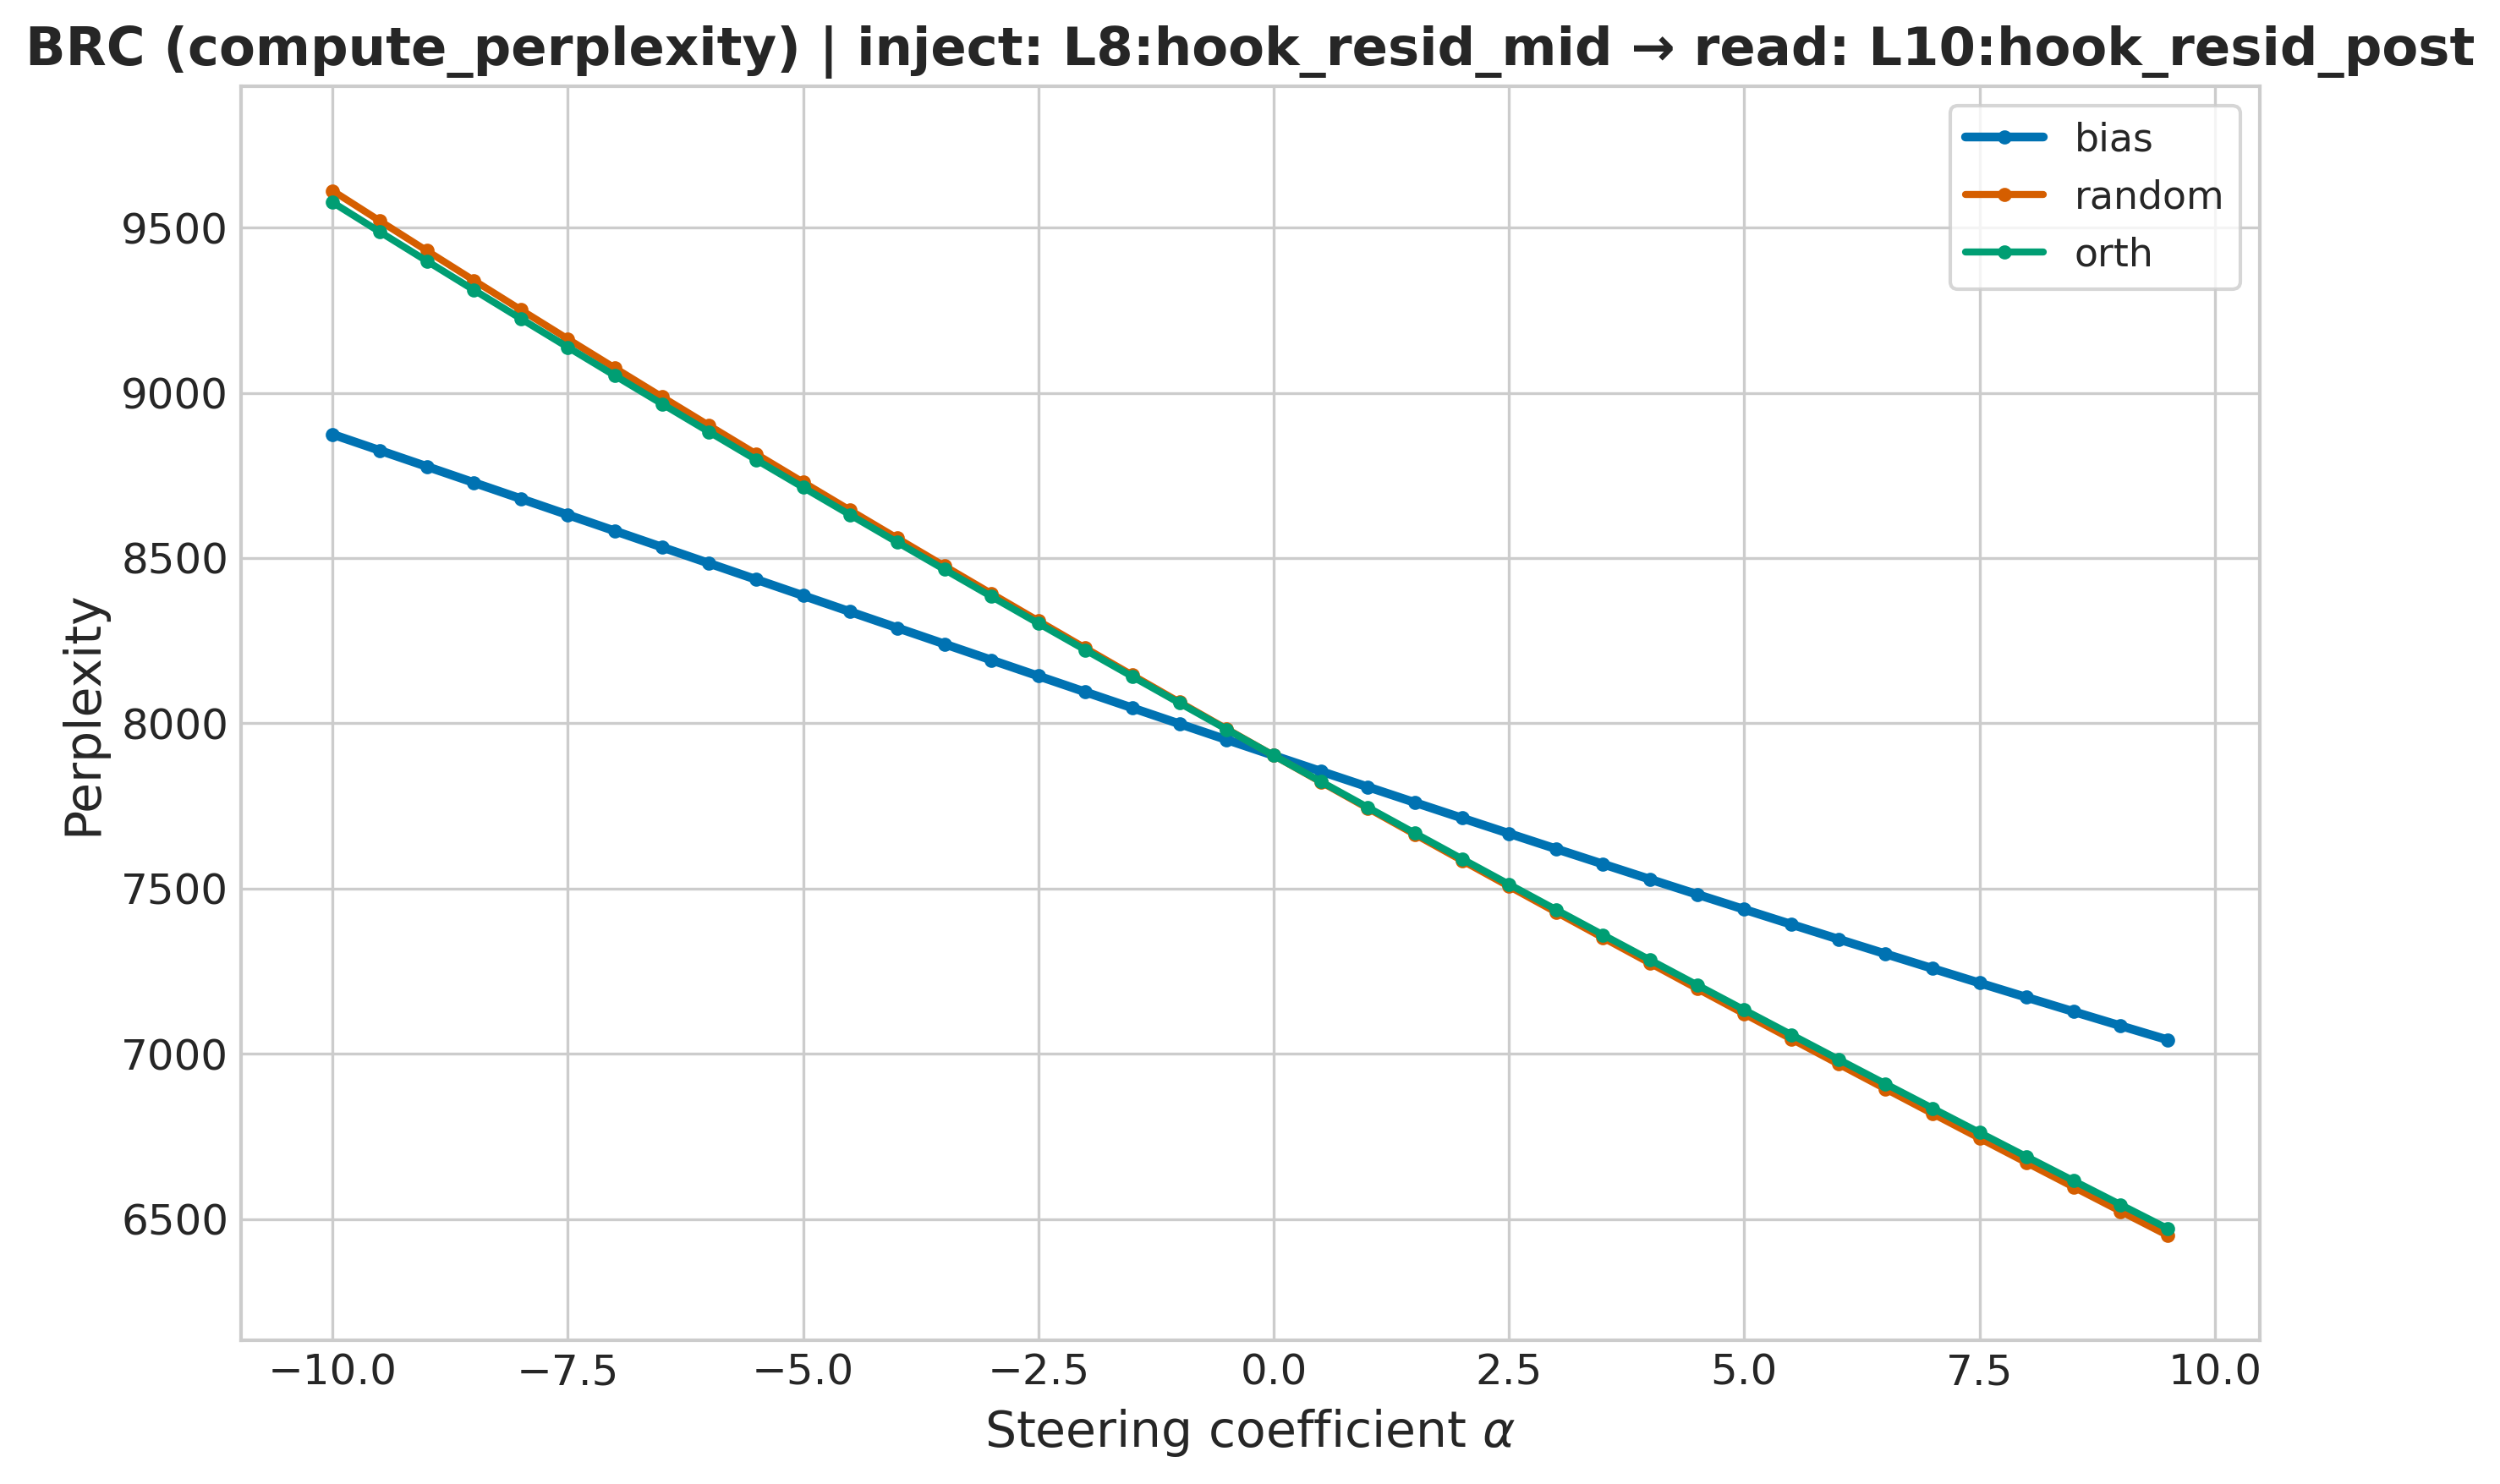 BRC (compute_perplexity) | inject: L8:hook_resid_mid → read: L10:hook_resid_post
bias
random
orth
Perplexity
9500
9000
8500
8000
7500
7000
6500
−10.0 −7.5 −5.0 −2.5 0.0 2.5 5.0 7.5 10.0
Steering coefficient α